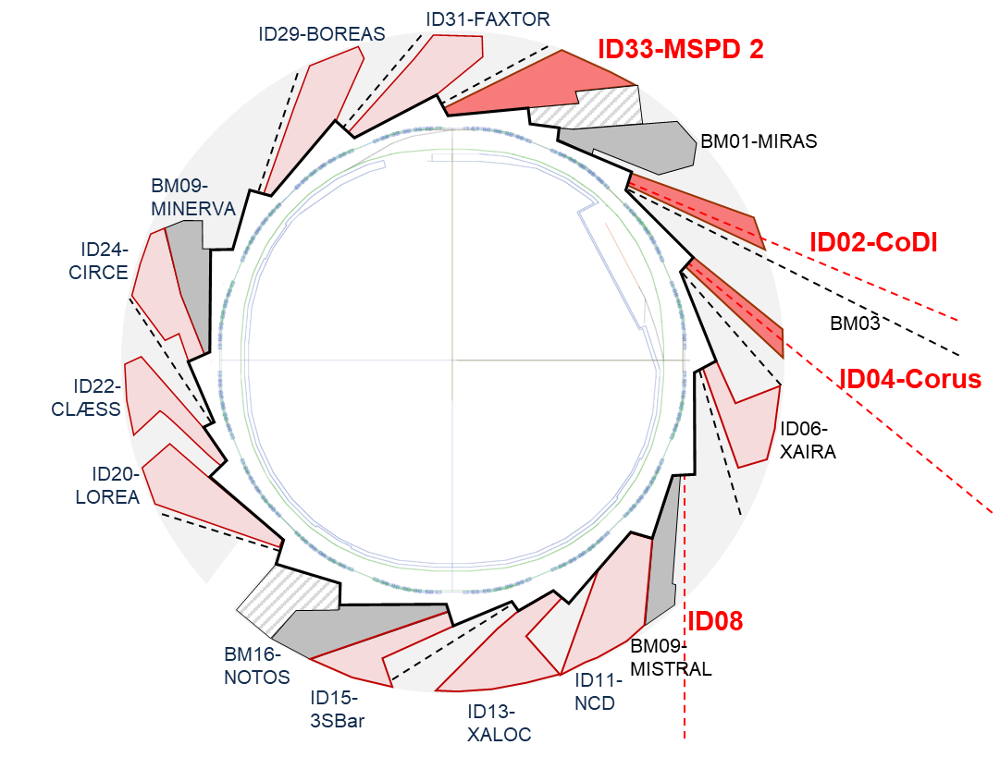 ID31-FAXTOR
ID29-BOREAS
ID33-MSPD 2
BM01-MIRAS
BM09-
MINERVA
ID24-
CIRCE
ID02-CoDI
BM03
ID04-Corus
ID22-
CLÆSS
ID06-
XAIRA
ID20-
LOREA
ID08
BM09-
MISTRAL
BM16-
NOTOS
ID11-
NCD
ID15-
3SBar
ID13-
XALOC